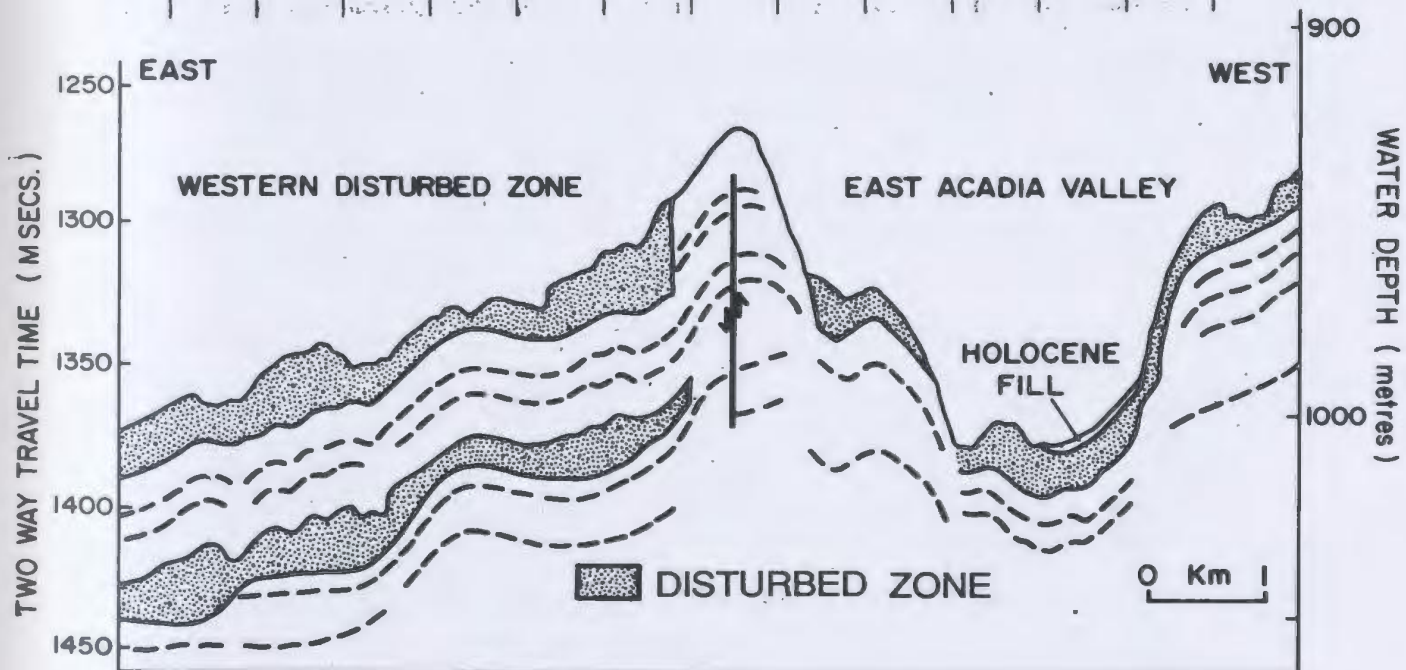 900
EAST
WEST
1250
WESTERN DISTURBED ZONE
EAST ACADIA VALLEY
1300
1350
HOLOCENE
FILL
1000
1400
DISTURBED ZONE
0 Km 1
1450
TWO WAY TRAVEL TIME (MSECS.)
WATER DEPTH (metres)